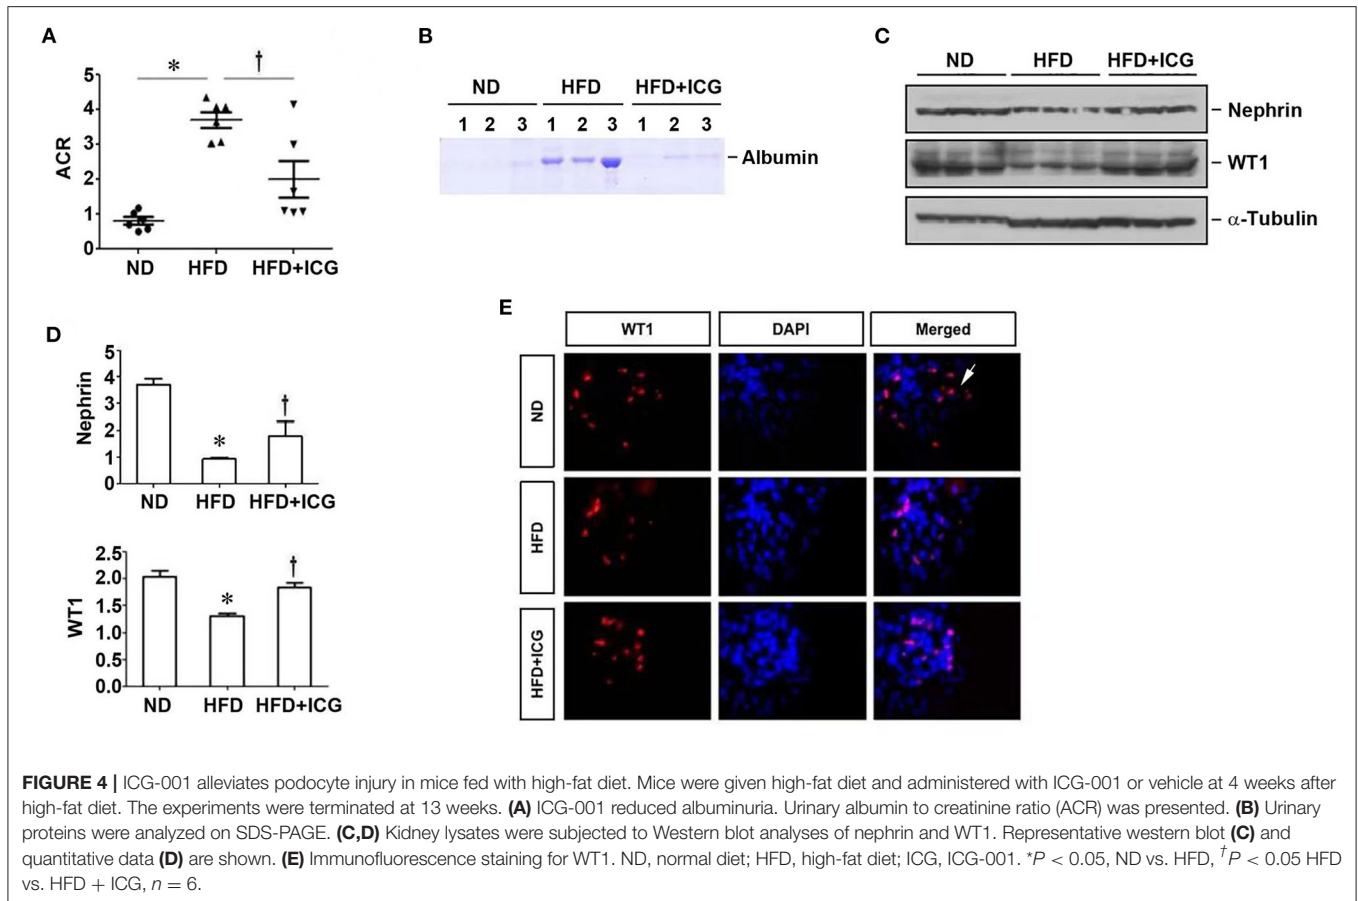 A
* †
5
4
3
2
1
0
ACR
ND HFD HFD+ICG
B
ND HFD HFD+ICG
1 2 3 1 2 3 1 2 3
Albumin
C
ND HFD HFD+ICG
Nephrin
WT1
α-Tubulin
D
5
4
3
2
1
0
Nephrin
* †
ND HFD HFD+ICG
2.5
2.0
1.5
1.0
0.5
0.0
WT1
* †
ND HFD HFD+ICG
E
WT1 DAPI Merged
ND
HFD
HFD+ICG
FIGURE 4 | ICG-001 alleviates podocyte injury in mice fed with high-fat diet. Mice were given high-fat diet and administered with ICG-001 or vehicle at 4 weeks after
high-fat diet. The experiments were terminated at 13 weeks. (A) ICG-001 reduced albuminuria. Urinary albumin to creatinine ratio (ACR) was presented. (B) Urinary
proteins were analyzed on SDS-PAGE. (C,D) Kidney lysates were subjected to Western blot analyses of nephrin and WT1. Representative western blot (C) and
quantitative data (D) are shown. (E) Immunofluorescence staining for WT1. ND, normal diet; HFD, high-fat diet; ICG, ICG-001. *P < 0.05, ND vs. HFD, †P < 0.05 HFD
vs. HFD + ICG, n = 6.